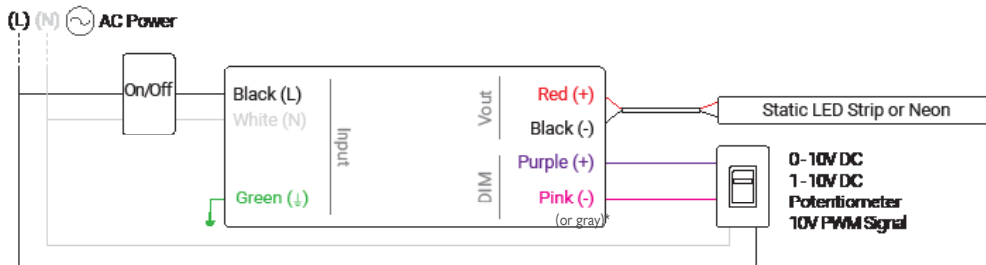 (L) (N) AC Power
On/Off
Black (L)
White (N)
Input
Green (⏚)
Vout
DIM
Red (+)
Black (-)
Purple (+)
Pink (-)
(or gray)*
Static LED Strip or Neon
0-10V DC
1-10V DC
Potentiometer
10V PWM Signal